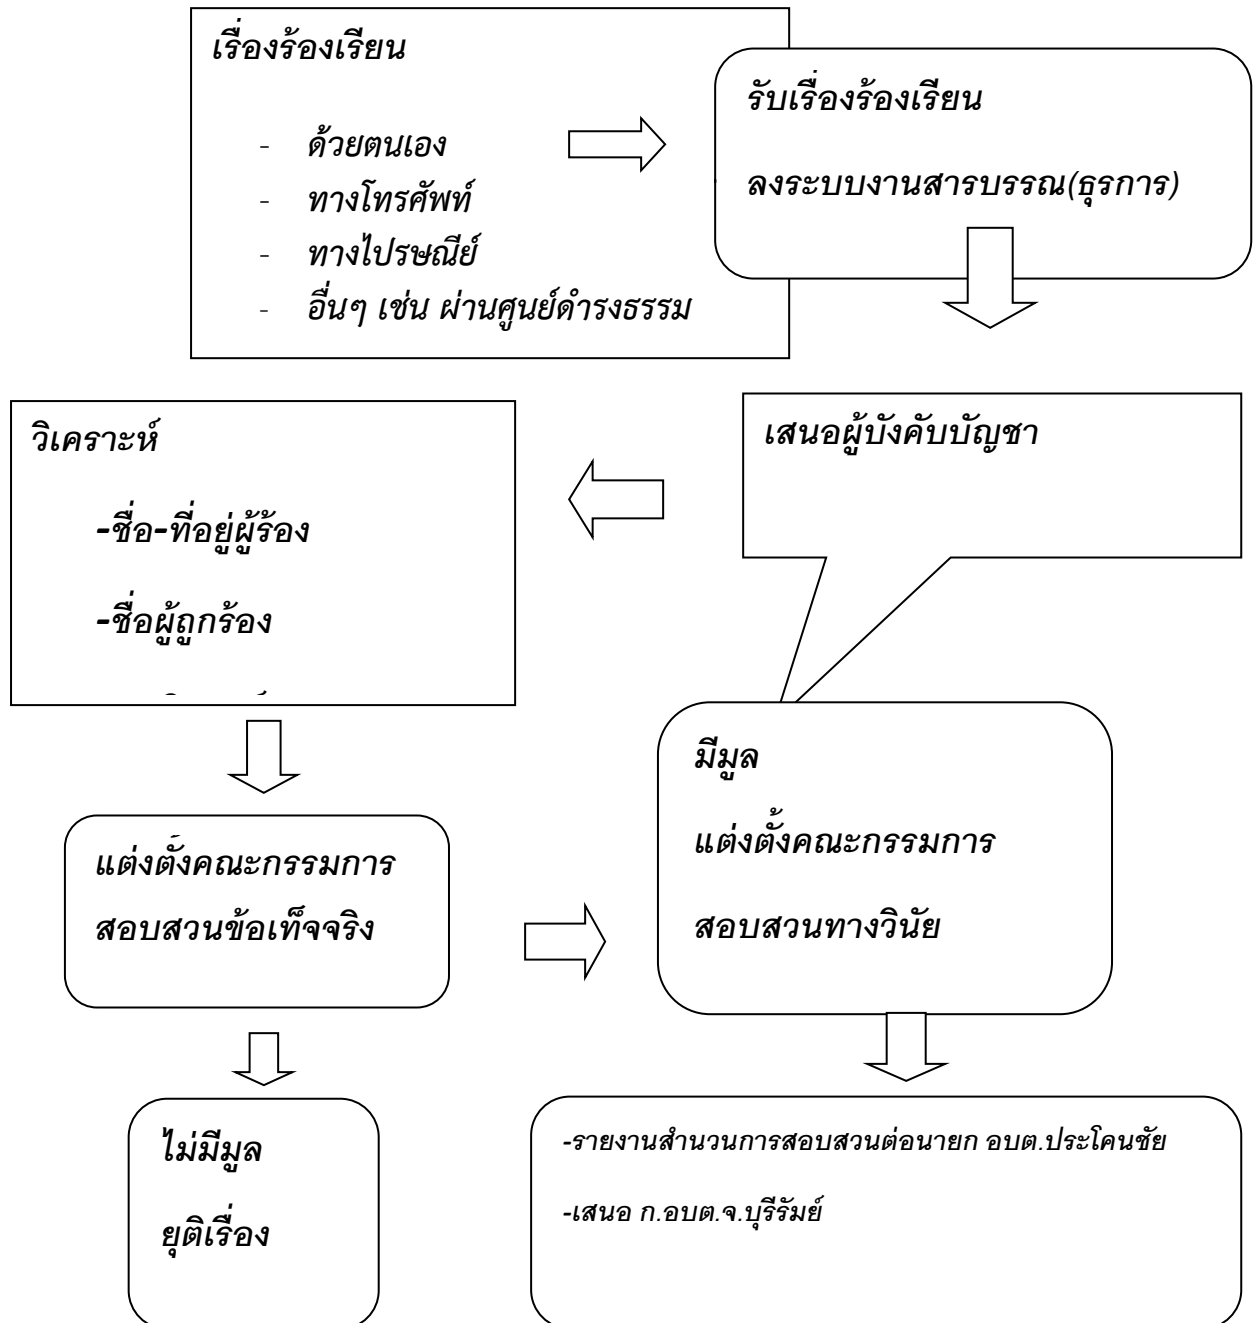 เรื่องร้องเรียน
- ด้วยตนเอง
- ทางโทรศัพท์
- ทางไปรษณีย์
- อื่นๆ เช่น ผ่านศูนย์ดำรงธรรม
รับเรื่องร้องเรียน
ลงระบบงานสารบรรณ(ธุรการ)
เสนอผู้บังคับบัญชา
วิเคราะห์
-ชื่อ-ที่อยู่ผู้ร้อง
-ชื่อผู้ถูกร้อง
แต่งตั้งคณะกรรมการ
สอบสวนข้อเท็จจริง
มีมูล
แต่งตั้งคณะกรรมการ
สอบสวนทางวินัย
ไม่มีมูล
ยุติเรื่อง
-รายงานสำนวนการสอบสวนต่อนายก อบต.ประโคนชัย
-เสนอ ก.อบต.จ.บุรีรัมย์